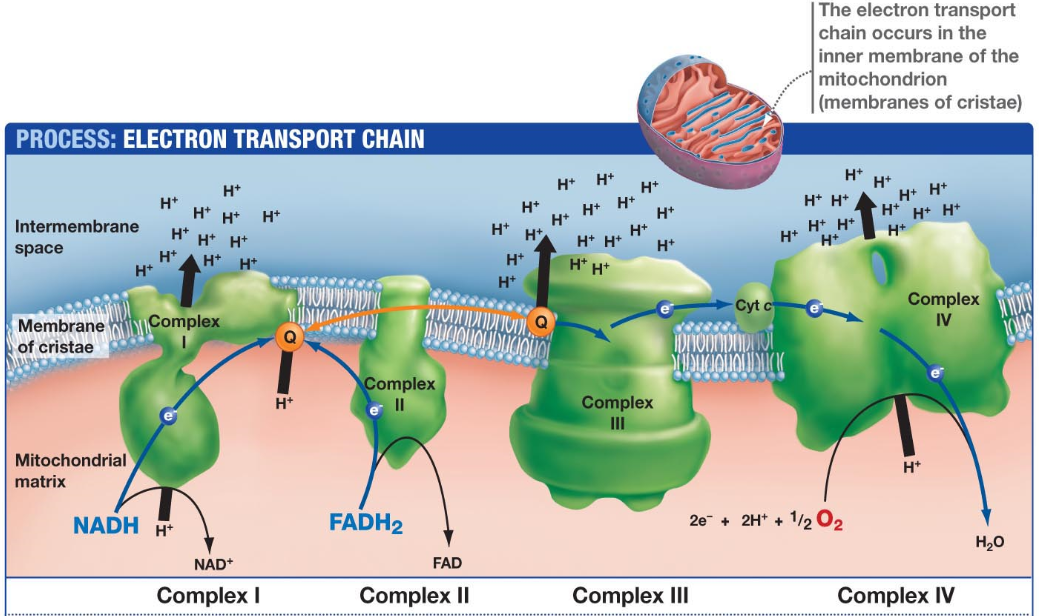 The electron transport
chain occurs in the
inner membrane of the
mitochondrion
(membranes of cristae)
PROCESS: ELECTRON TRANSPORT CHAIN
Intermembrane
space
H⁺ H⁺ H⁺ H⁺ H⁺ H⁺ H⁺ H⁺ H⁺ H⁺ H⁺
H⁺ H⁺ H⁺ H⁺ H⁺ H⁺ H⁺ H⁺ H⁺ H⁺ H⁺ H⁺ H⁺ H⁺ H⁺ H⁺
H⁺ H⁺ H⁺ H⁺ H⁺ H⁺ H⁺ H⁺ H⁺ H⁺ H⁺ H⁺ H⁺ H⁺
Membrane
of cristae
Complex
I
Q
Q
e⁻
Cyt c
e⁻
Complex
IV
H⁺
e⁻
Complex
II
e⁻
Complex
III
e⁻
H⁺
Mitochondrial
matrix
NADH
H⁺
NAD⁺
FADH₂
FAD
2e⁻ + 2H⁺ + 1/2 O₂
H₂O
Complex I
Complex II
Complex III
Complex IV